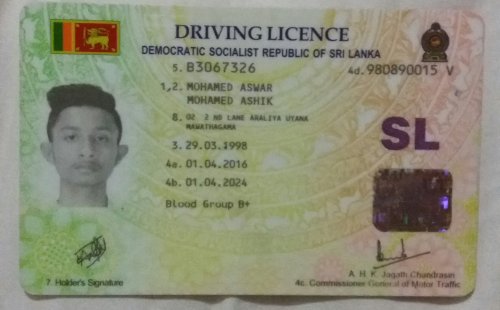 DRIVING LICENCE
DEMOCRATIC SOCIALIST REPUBLIC OF SRI LANKA
5. B3067326 4d. 980890015 V
1,2. MOHAMED ASWAR
MOHAMED ASHIK
8. 02, 2 ND LANE ARALIYA UYANA
MAWATHAGAMA
SL
3. 29.03.1998
4a. 01.04.2016
4b. 01.04.2024
Blood Group B+
A. H. K. Jagath Chandrasiri
7. Holder's Signature 4c. Commissioner General of Motor Traffic